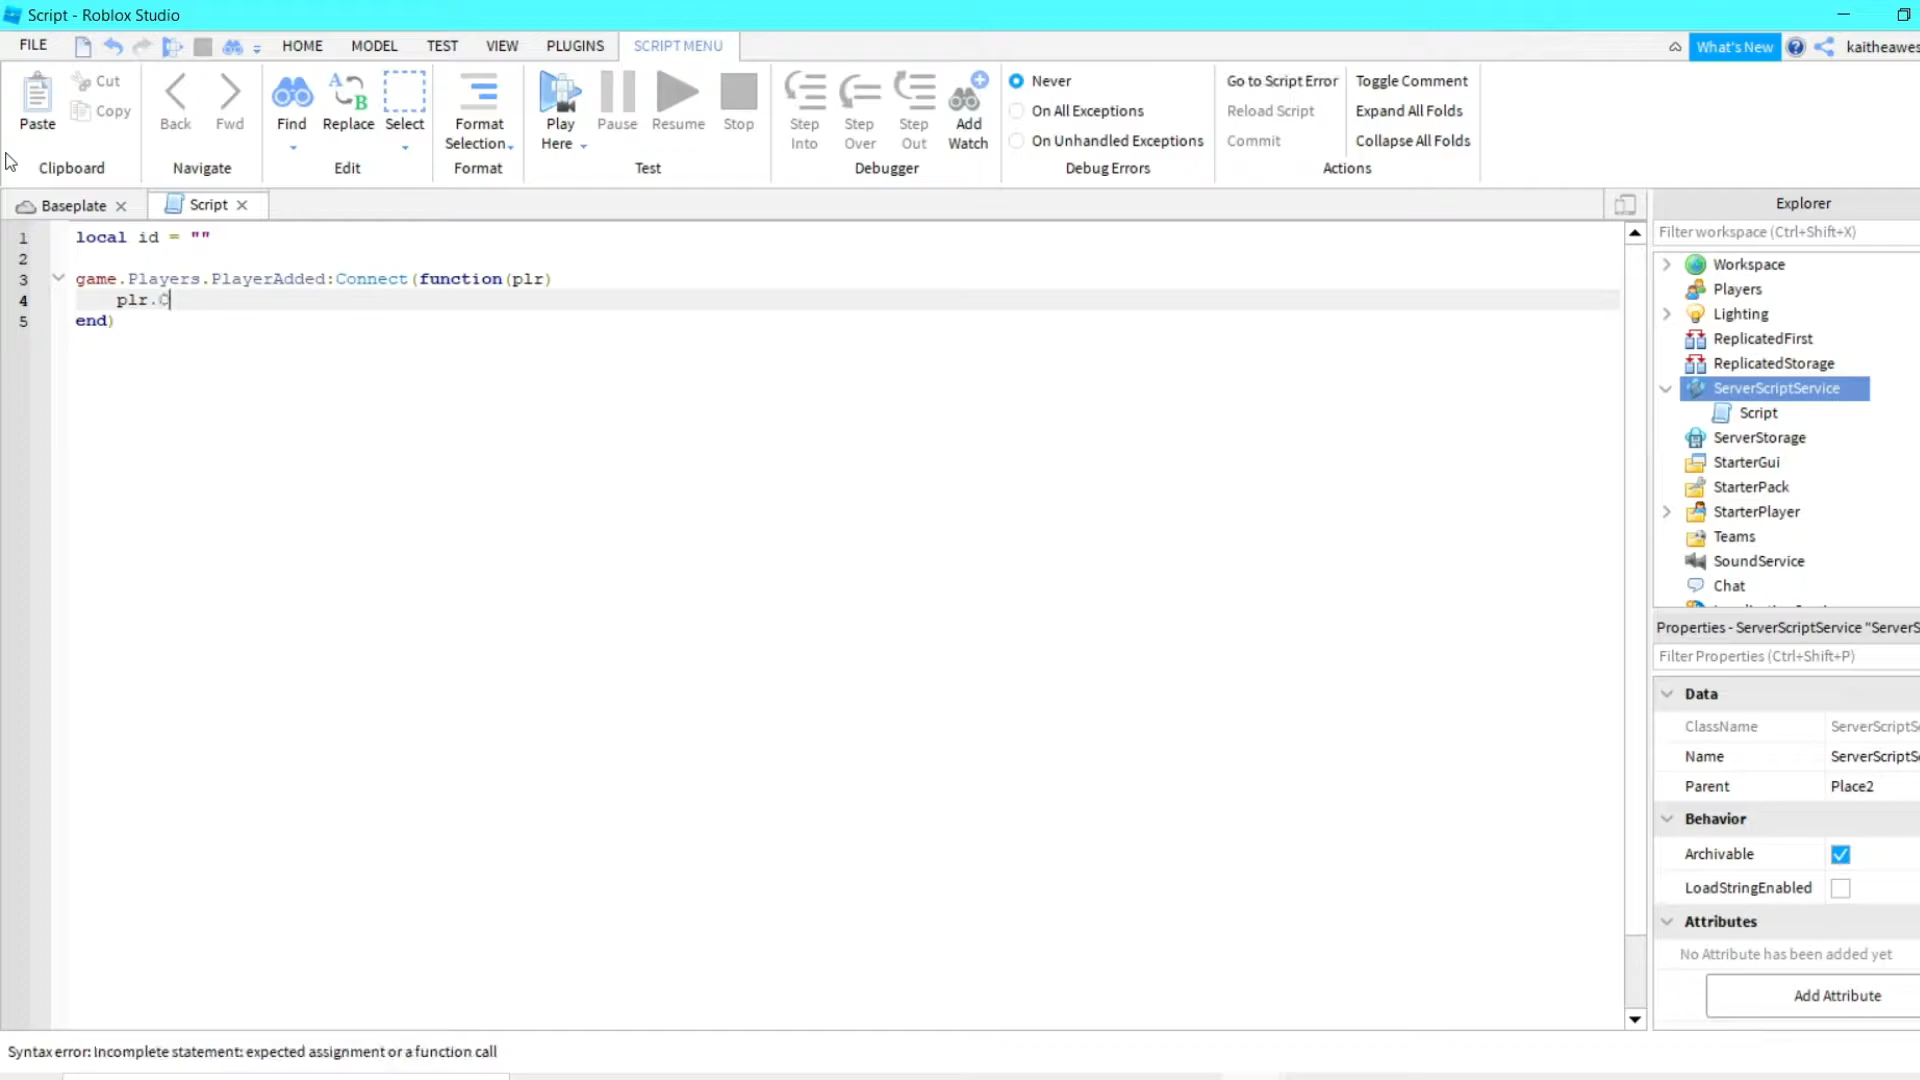 Script - Roblox Studio
FILE HOME MODEL TEST VIEW PLUGINS SCRIPT MENU What's New kaitheawes
Paste Cut Copy Back Fwd Find Replace Select Format Selection Play Here Pause Resume Stop Step Into Step Over Step Out Add Watch Never On All Exceptions On Unhandled Exceptions Go to Script Error Reload Script Commit Toggle Comment Expand All Folds Collapse All Folds
Clipboard Navigate Edit Format Test Debugger Debug Errors Actions
Baseplate Script Explorer
1 local id = ""
2
3 game.Players.PlayerAdded:Connect(function(plr)
4 plr.C
5 end)
Filter workspace (Ctrl+Shift+X)
Workspace
Players
Lighting
ReplicatedFirst
ReplicatedStorage
ServerScriptService
Script
ServerStorage
StarterGui
StarterPack
StarterPlayer
Teams
SoundService
Chat
Properties - ServerScriptService "ServerS
Filter Properties (Ctrl+Shift+P)
Data
ClassName ServerScriptS
Name ServerScriptS
Parent Place2
Behavior
Archivable
LoadStringEnabled
Attributes
No Attribute has been added yet
Add Attribute
Syntax error: Incomplete statement: expected assignment or a function call